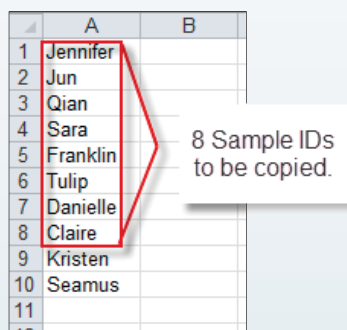 A B
1 Jennifer
2 Jun
3 Qian
4 Sara
5 Franklin
6 Tulip
7 Danielle
8 Claire
9 Kristen
10 Seamus
11
8 Sample IDs
to be copied.